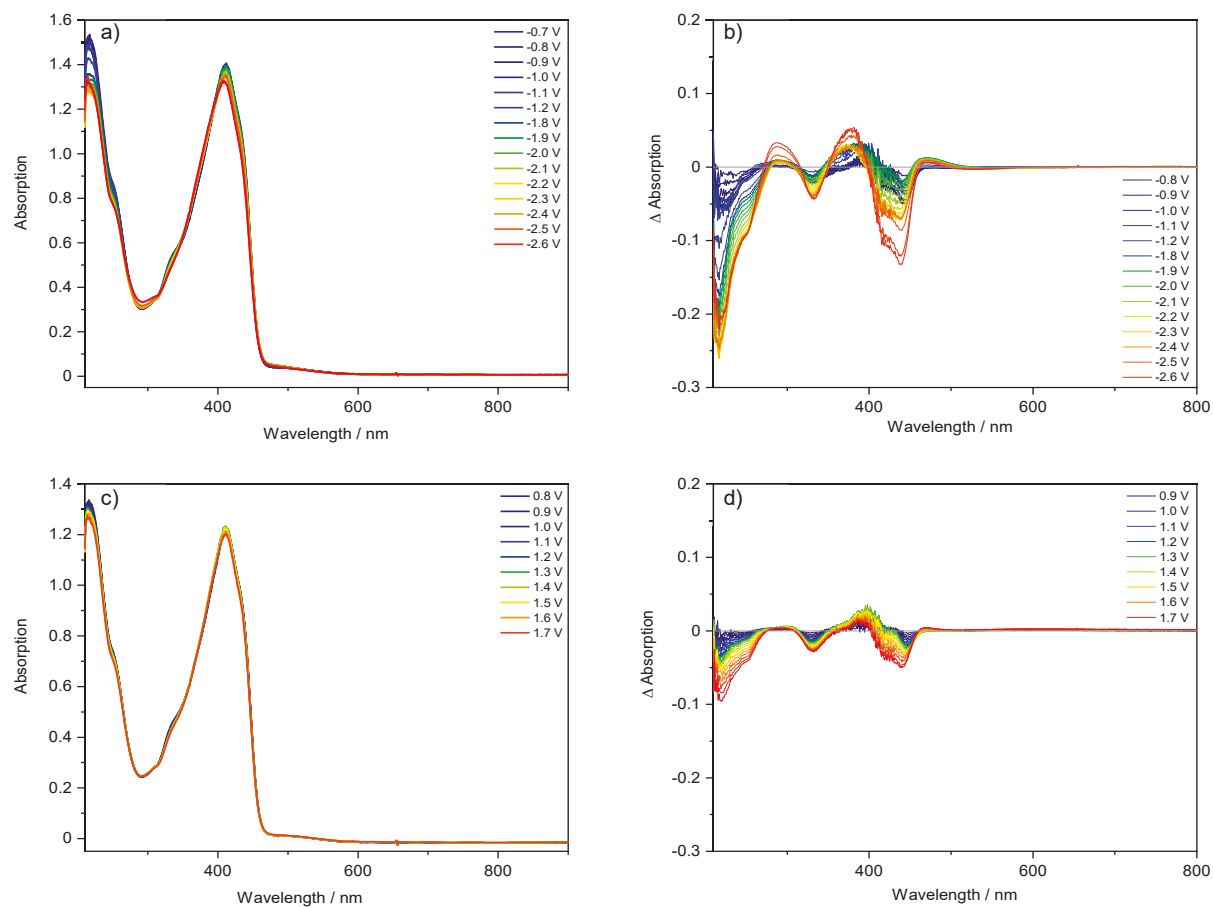 a)
1.6
1.4
1.2
1.0
0.8
0.6
0.4
0.2
0
Absorption
400
600
800
Wavelength / nm
-0.7 V
-0.8 V
-0.9 V
-1.0 V
-1.1 V
-1.2 V
-1.8 V
-1.9 V
-2.0 V
-2.1 V
-2.2 V
-2.3 V
-2.4 V
-2.5 V
-2.6 V
b)
0.2
0.1
0
-0.1
-0.2
-0.3
Δ Absorption
400
600
800
Wavelength / nm
-0.8 V
-0.9 V
-1.0 V
-1.1 V
-1.2 V
-1.8 V
-1.9 V
-2.0 V
-2.1 V
-2.2 V
-2.3 V
-2.4 V
-2.5 V
-2.6 V
c)
1.4
1.2
1.0
0.8
0.6
0.4
0.2
0
Absorption
400
600
800
Wavelength / nm
0.8 V
0.9 V
1.0 V
1.1 V
1.2 V
1.3 V
1.4 V
1.5 V
1.6 V
1.7 V
d)
0.2
0.1
0
-0.1
-0.2
-0.3
Δ Absorption
400
600
800
Wavelength / nm
0.9 V
1.0 V
1.1 V
1.2 V
1.3 V
1.4 V
1.5 V
1.6 V
1.7 V